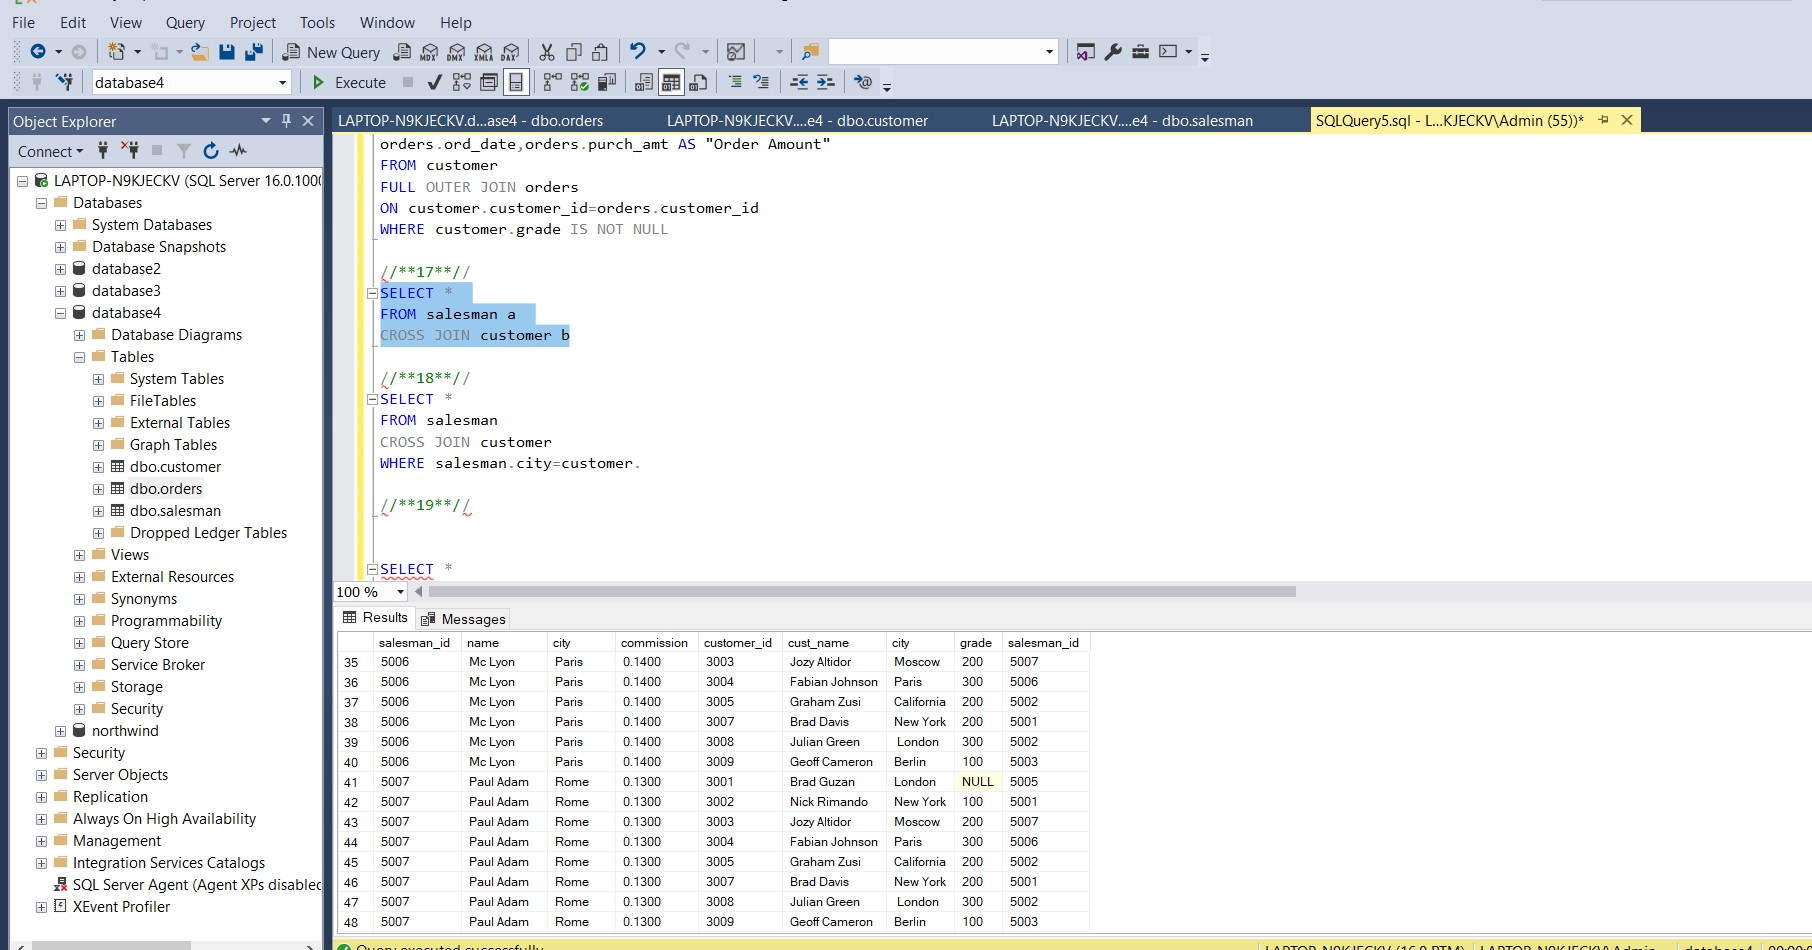 File Edit View Query Project Tools Window Help
New Query MDX DMX XMLA DAX
database4 Execute
Object Explorer
Connect
LAPTOP-N9KJECKV (SQL Server 16.0.1000
Databases
System Databases
Database Snapshots
database2
database3
database4
Database Diagrams
Tables
System Tables
FileTables
External Tables
Graph Tables
dbo.customer
dbo.orders
dbo.salesman
Dropped Ledger Tables
Views
External Resources
Synonyms
Programmability
Query Store
Service Broker
Storage
Security
northwind
Security
Server Objects
Replication
Always On High Availability
Management
Integration Services Catalogs
SQL Server Agent (Agent XPs disabled
XEvent Profiler
LAPTOP-N9KJECKV.d...ase4 - dbo.orders LAPTOP-N9KJECKV....e4 - dbo.customer LAPTOP-N9KJECKV....e4 - dbo.salesman SQLQuery5.sql - L...KJECKV\Admin (55))*
orders.ord_date,orders.purch_amt AS "Order Amount"
FROM customer
FULL OUTER JOIN orders
ON customer.customer_id=orders.customer_id
WHERE customer.grade IS NOT NULL
//**17**//
SELECT *
FROM salesman a
CROSS JOIN customer b
//**18**//
SELECT *
FROM salesman
CROSS JOIN customer
WHERE salesman.city=customer.
//**19**//
SELECT *
100 %
Results Messages
salesman_id name city commission customer_id cust_name city grade salesman_id
35 5006 Mc Lyon Paris 0.1400 3003 Jozy Altidor Moscow 200 5007
36 5006 Mc Lyon Paris 0.1400 3004 Fabian Johnson Paris 300 5006
37 5006 Mc Lyon Paris 0.1400 3005 Graham Zusi California 200 5002
38 5006 Mc Lyon Paris 0.1400 3007 Brad Davis New York 200 5001
39 5006 Mc Lyon Paris 0.1400 3008 Julian Green London 300 5002
40 5006 Mc Lyon Paris 0.1400 3009 Geoff Cameron Berlin 100 5003
41 5007 Paul Adam Rome 0.1300 3001 Brad Guzan London NULL 5005
42 5007 Paul Adam Rome 0.1300 3002 Nick Rimando New York 100 5001
43 5007 Paul Adam Rome 0.1300 3003 Jozy Altidor Moscow 200 5007
44 5007 Paul Adam Rome 0.1300 3004 Fabian Johnson Paris 300 5006
45 5007 Paul Adam Rome 0.1300 3005 Graham Zusi California 200 5002
46 5007 Paul Adam Rome 0.1300 3007 Brad Davis New York 200 5001
47 5007 Paul Adam Rome 0.1300 3008 Julian Green London 300 5002
48 5007 Paul Adam Rome 0.1300 3009 Geoff Cameron Berlin 100 5003
Query executed successfully LAPTOP-N9KJECKV (16.0 RTM) LAPTOP-N9KJECKV\Admin database4